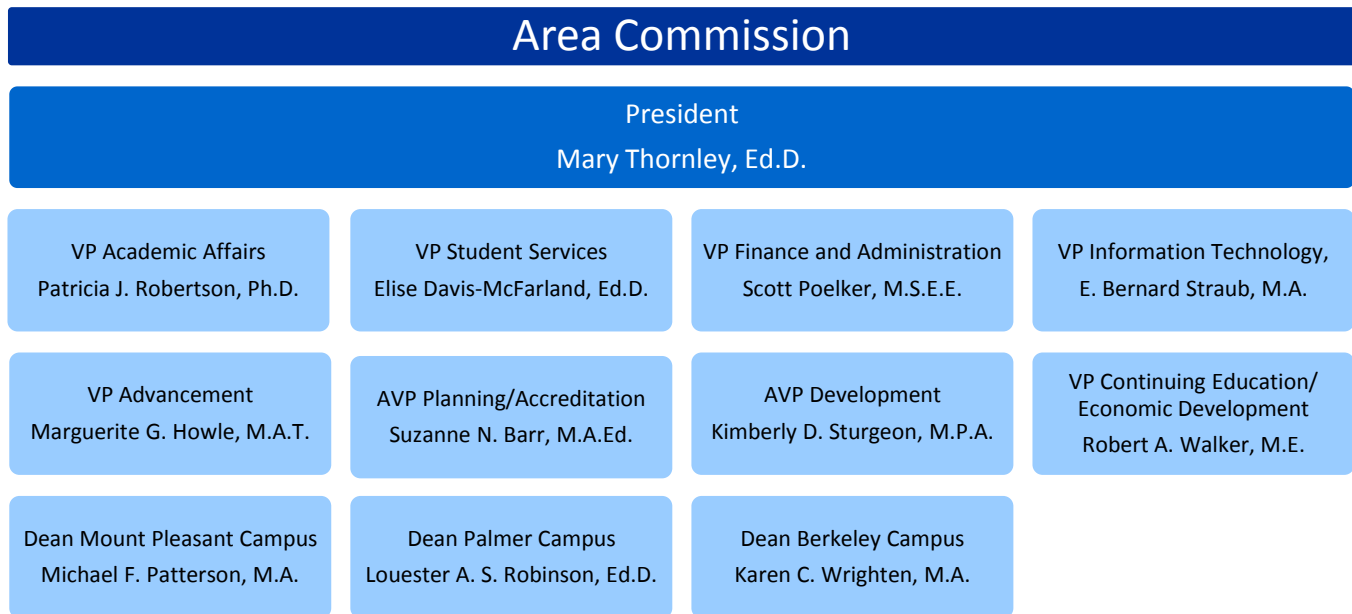 Area Commission
President
Mary Thornley, Ed.D.
VP Academic Affairs
Patricia J. Robertson, Ph.D.
VP Student Services
Elise Davis-McFarland, Ed.D.
VP Finance and Administration
Scott Poelker, M.S.E.E.
VP Information Technology,
E. Bernard Straub, M.A.
VP Advancement
Marguerite G. Howle, M.A.T.
AVP Planning/Accreditation
Suzanne N. Barr, M.A.Ed.
AVP Development
Kimberly D. Sturgeon, M.P.A.
VP Continuing Education/
Economic Development
Robert A. Walker, M.E.
Dean Mount Pleasant Campus
Michael F. Patterson, M.A.
Dean Palmer Campus
Louester A. S. Robinson, Ed.D.
Dean Berkeley Campus
Karen C. Wrighten, M.A.